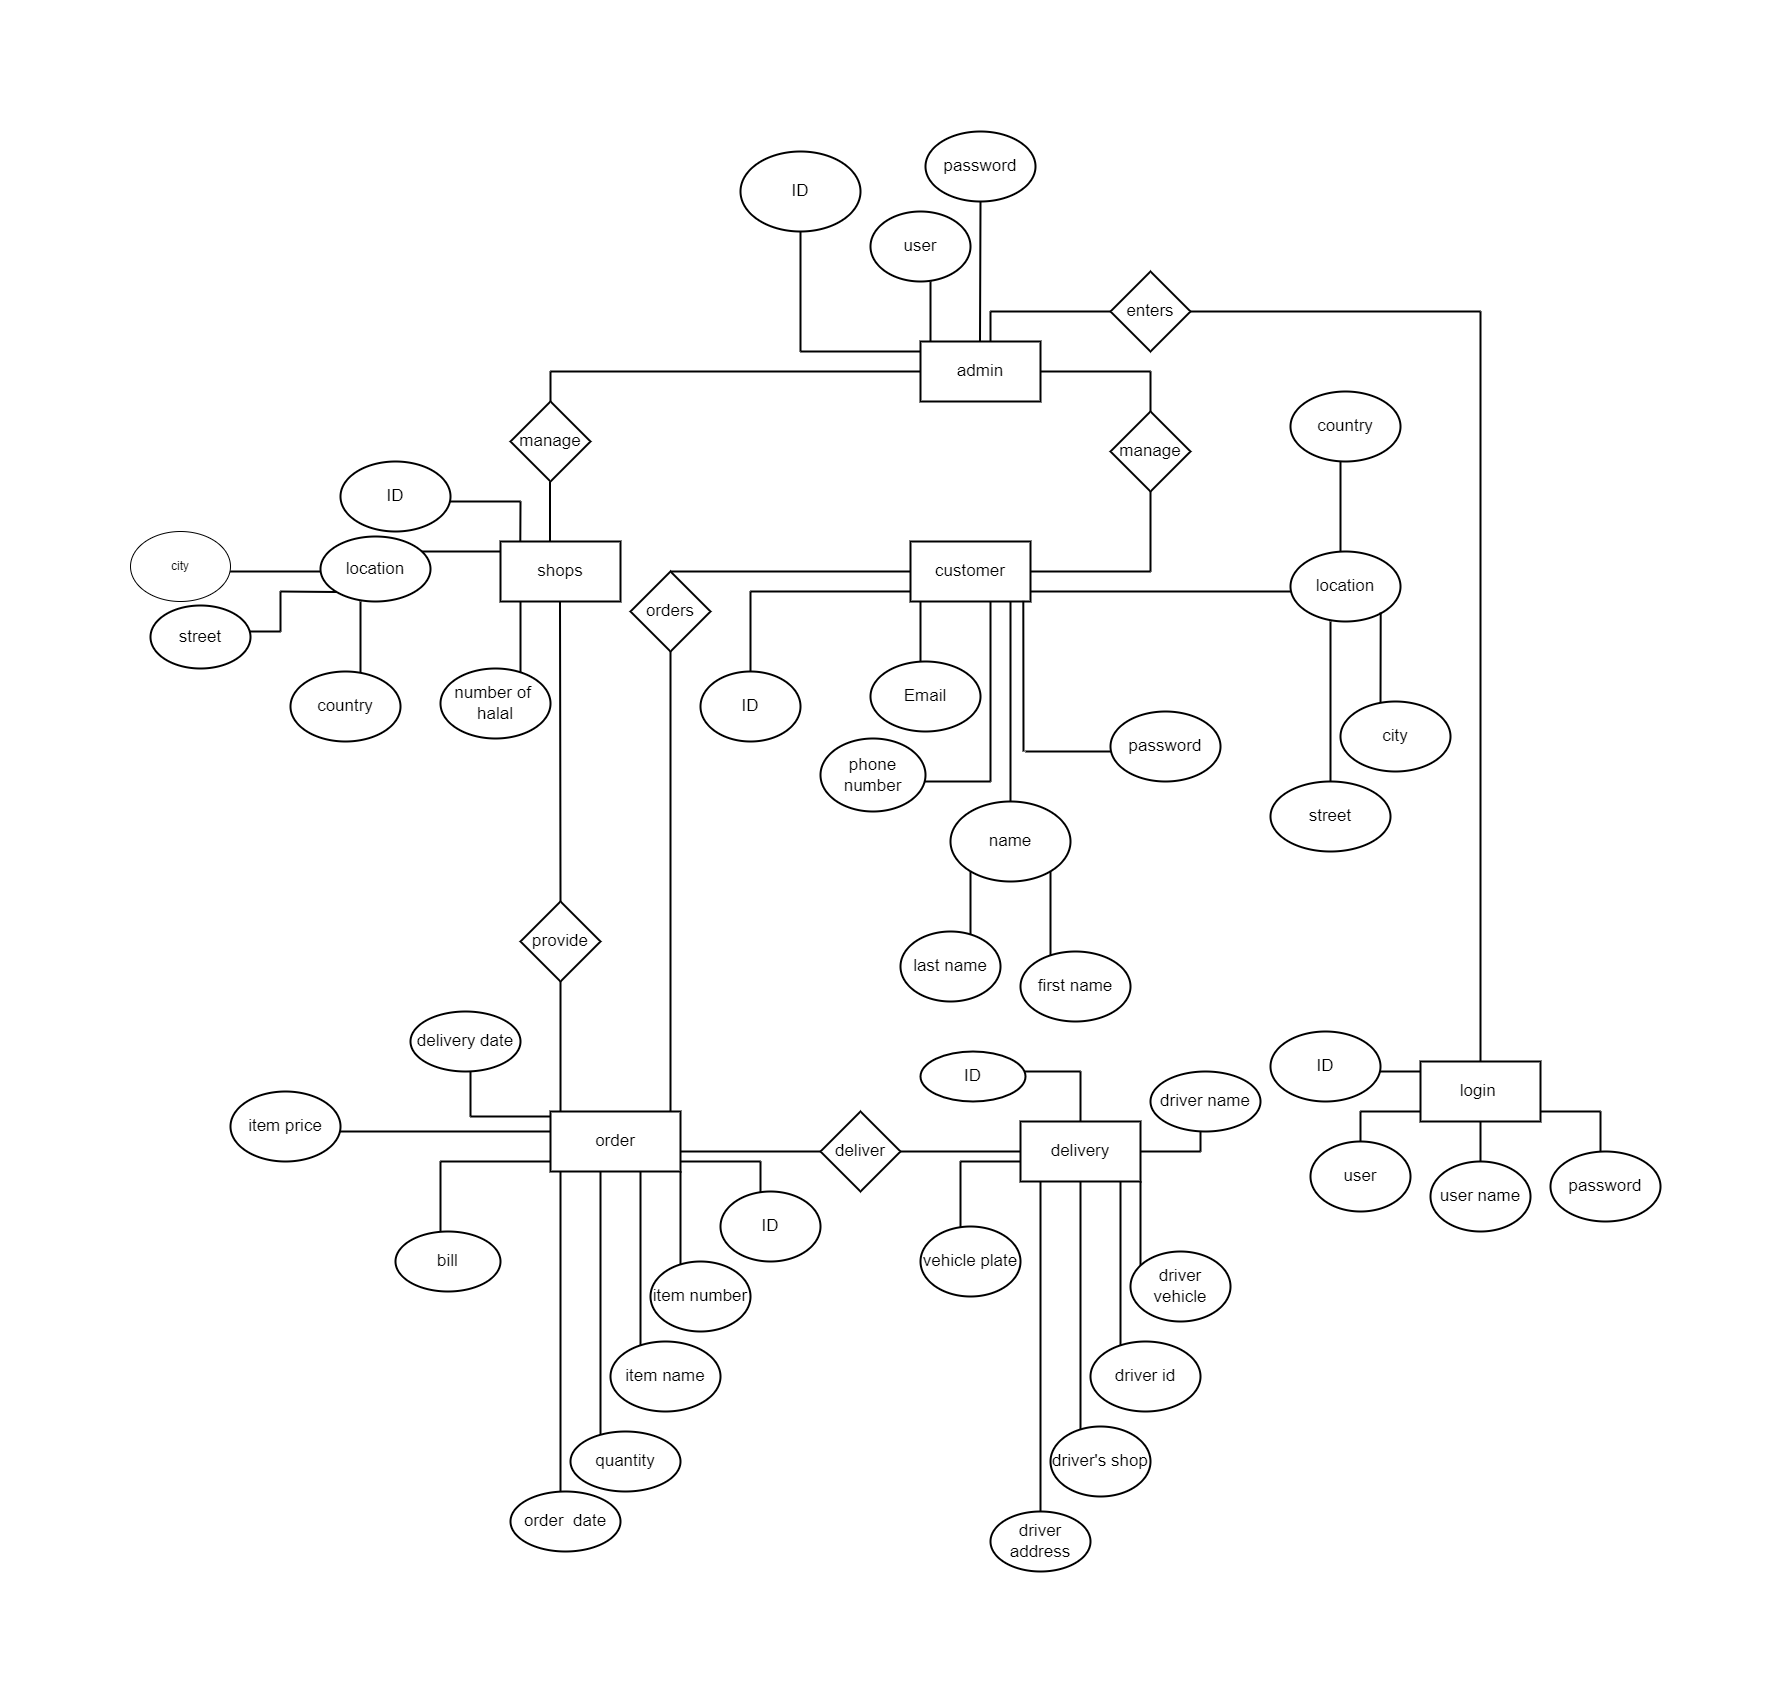 password
ID
user
enters
admin
country
manage
manage
ID
city
location
shops
customer
location
orders
street
number of
halal
country
ID
Email
phone
number
password
city
street
name
provide
last name
first name
delivery date
ID
driver name
ID
login
item price
order
deliver
delivery
user
user name
password
ID
bill
vehicle plate
driver
vehicle
item number
item name
driver id
quantity
driver's shop
order  date
driver
address